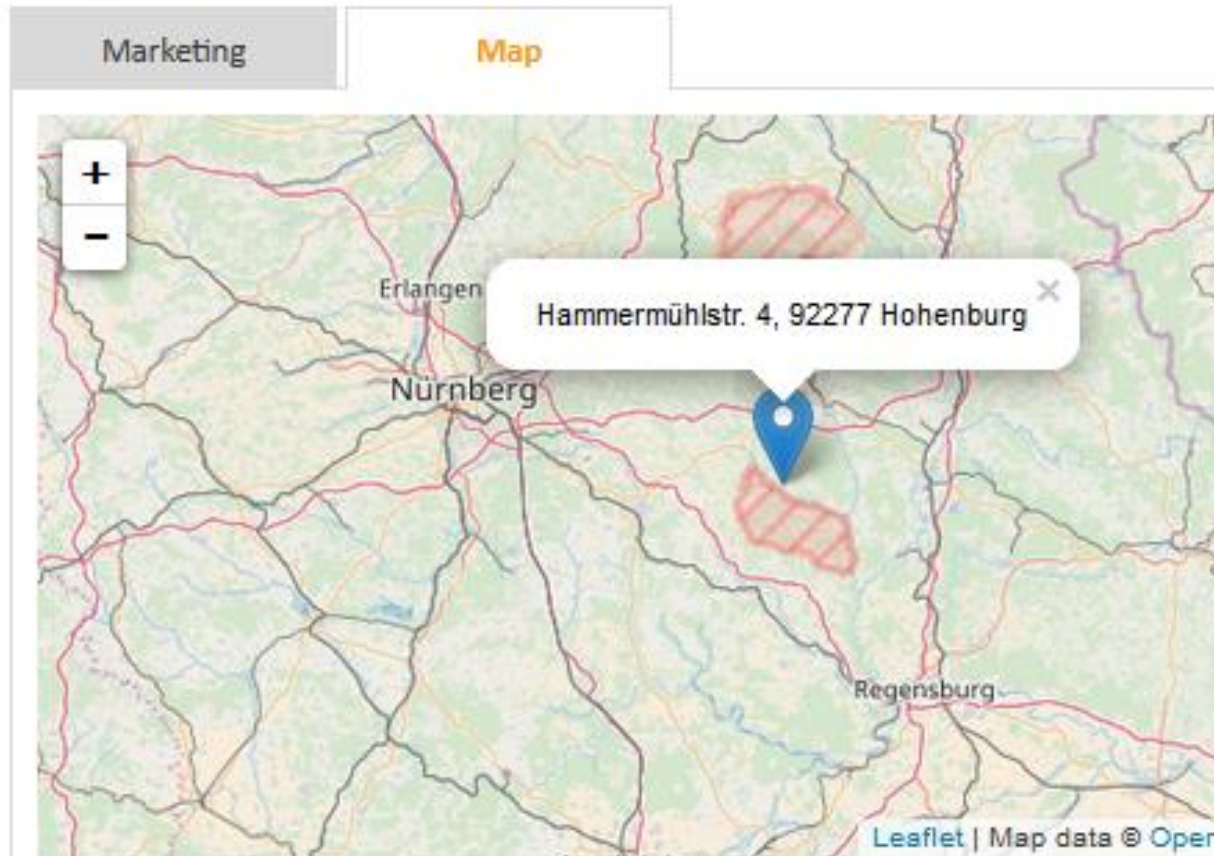 Marketing
Map
+
−
Erlangen
Hammermühlstr. 4, 92277 Hohenburg
×
Nürnberg
Regensburg
Leaflet | Map data © Oper